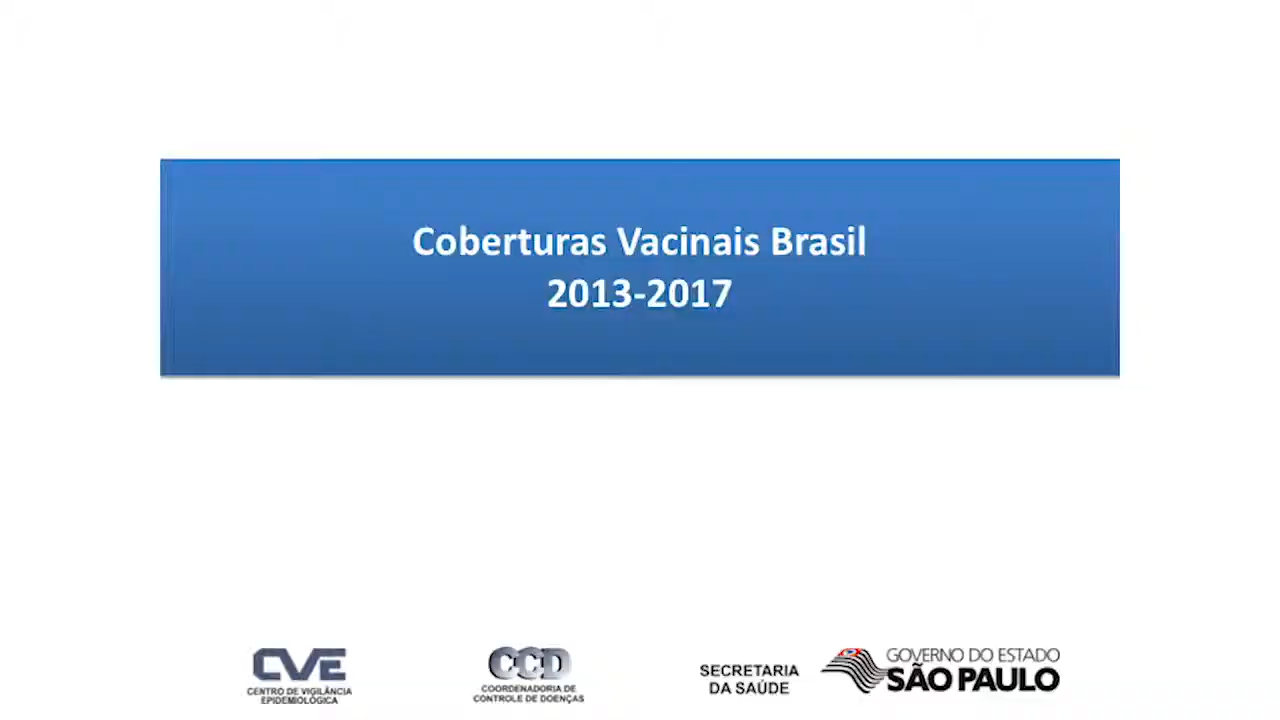 Coberturas Vacinais Brasil
2013-2017
CVE
CENTRO DE VIGILÂNCIA
EPIDEMIOLÓGICA
CCD
COORDENADORIA DE
CONTROLE DE DOENÇAS
SECRETARIA
DA SAÚDE
GOVERNO DO ESTADO
SÃO PAULO